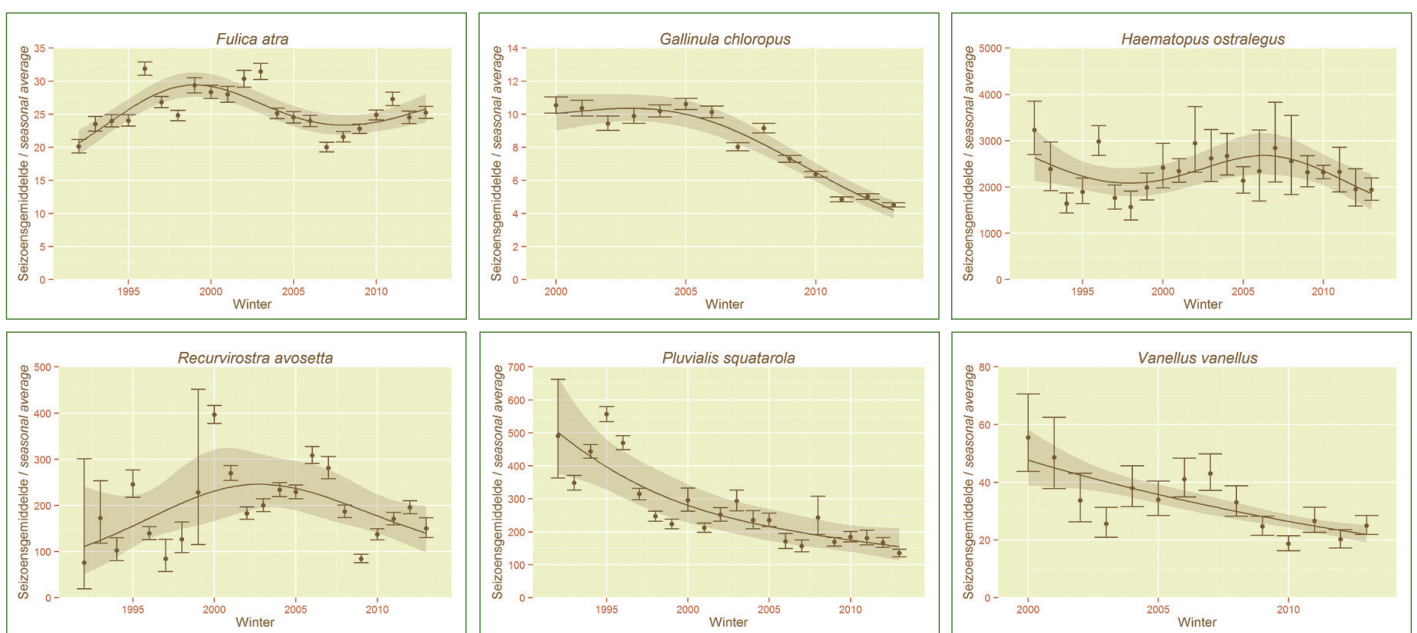 Fulica atra
Seizoensgemiddelde / seasonal average
35
30
25
20
15
10
5
0
1995 2000 2005 2010
Winter
Gallinula chloropus
Seizoensgemiddelde / seasonal average
14
12
10
8
6
4
2
0
2000 2005 2010
Winter
Haematopus ostralegus
Seizoensgemiddelde / seasonal average
5000
4000
3000
2000
1000
0
1995 2000 2005 2010
Winter
Recurvirostra avosetta
Seizoensgemiddelde / seasonal average
500
400
300
200
100
0
1995 2000 2005 2010
Winter
Pluvialis squatarola
Seizoensgemiddelde / seasonal average
700
600
500
400
300
200
100
0
1995 2000 2005 2010
Winter
Vanellus vanellus
Seizoensgemiddelde / seasonal average
80
60
40
20
0
2000 2005 2010
Winter